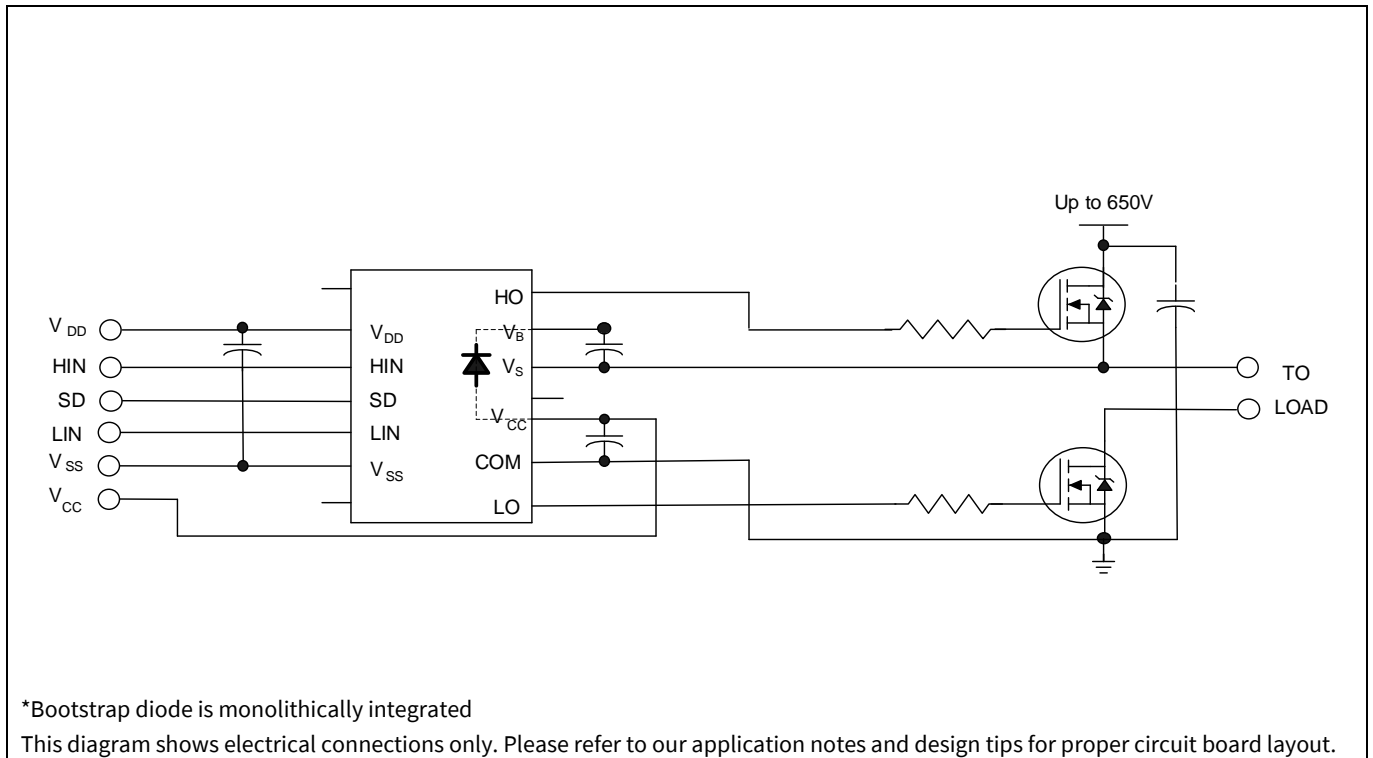 Up to 650V
V DD
HIN
SD
LIN
V SS
V CC
V DD
HIN
SD
LIN
V SS
HO
V B
V S
V CC
COM
LO
TO
LOAD
*Bootstrap diode is monolithically integrated
This diagram shows electrical connections only. Please refer to our application notes and design tips for proper circuit board layout.